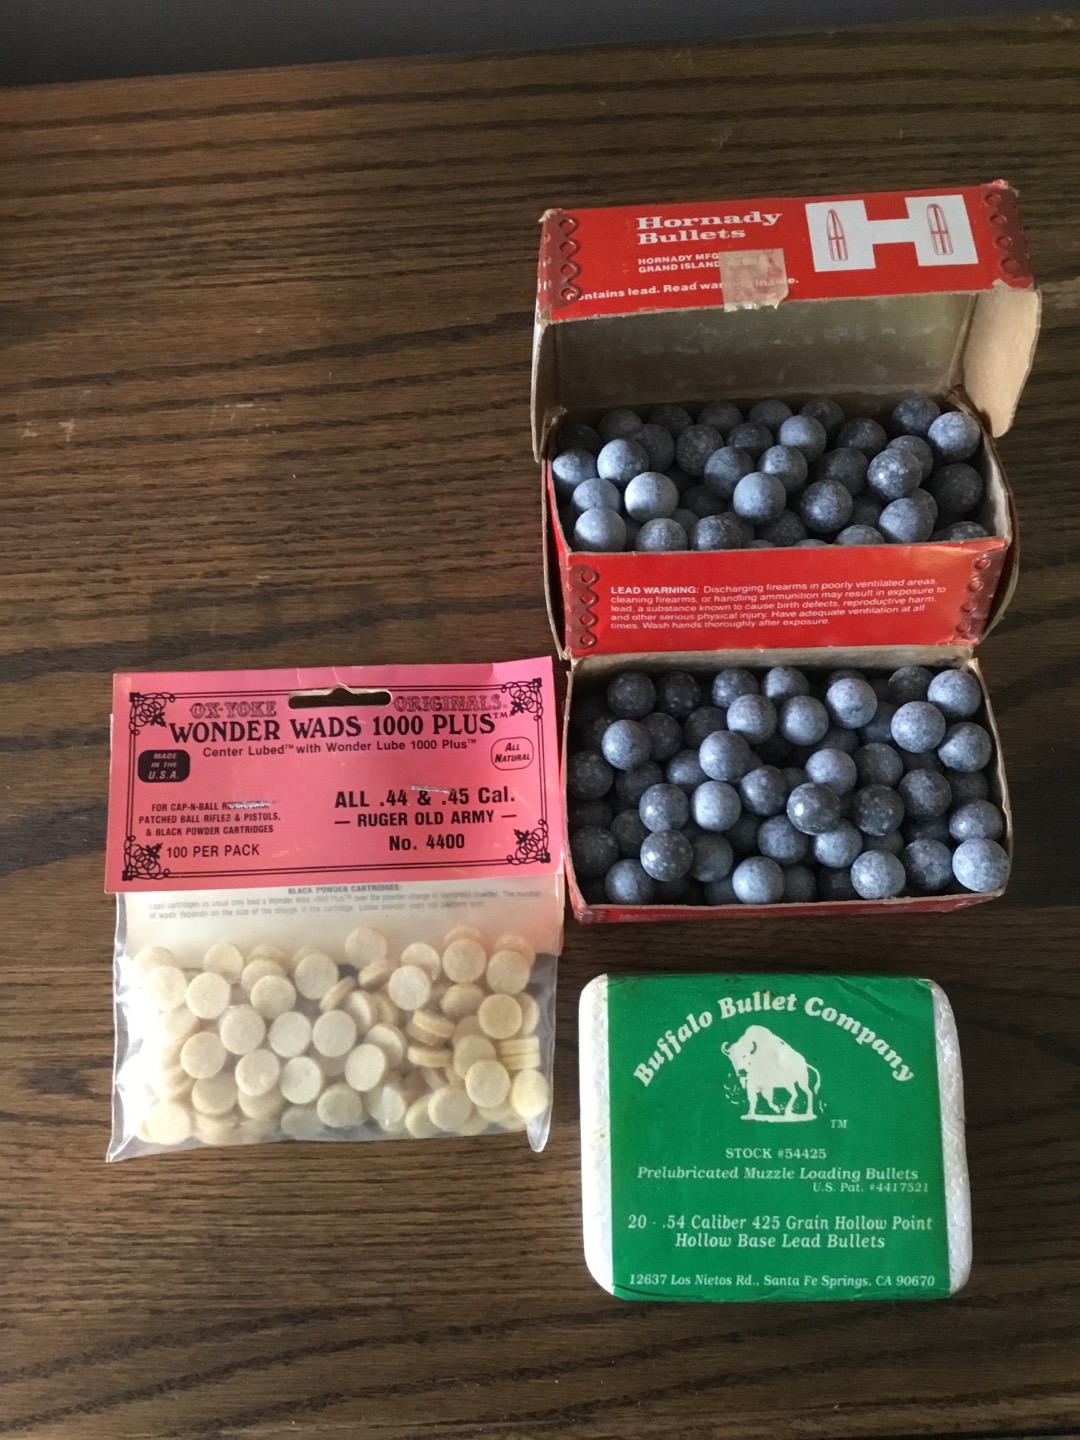 Hornady
Bullets
HORNADY MFG
GRAND ISLAND
Contains lead. Read
LEAD WARNING: Discharging firearms in poorly ventilated areas,
cleaning firearms, or handling ammunition may result in exposure to
lead, a substance known to cause birth defects, reproductive harm,
and other serious physical injury. Have adequate ventilation at all
times. Wash hands thoroughly after exposure.
OX-YOKE ORIGINALS.
WONDER WADS 1000 PLUS™
Center Lubed™ with Wonder Lube 1000 Plus™
MADE
IN THE
U.S.A.
ALL
NATURAL
FOR CAP-N-BALL
PATCHED BALL RIFLES & PISTOLS,
& BLACK POWDER CARTRIDGES
100 PER PACK
ALL .44 & .45 Cal.
— RUGER OLD ARMY —
No. 4400
BLACK POWDER CARTRIDGES:
Buffalo Bullet Company
TM
STOCK #54425
Prelubricated Muzzle Loading Bullets
U.S. Pat. #4417521
20 - .54 Caliber 425 Grain Hollow Point
Hollow Base Lead Bullets
12637 Los Nietos Rd., Santa Fe Springs, CA 90670